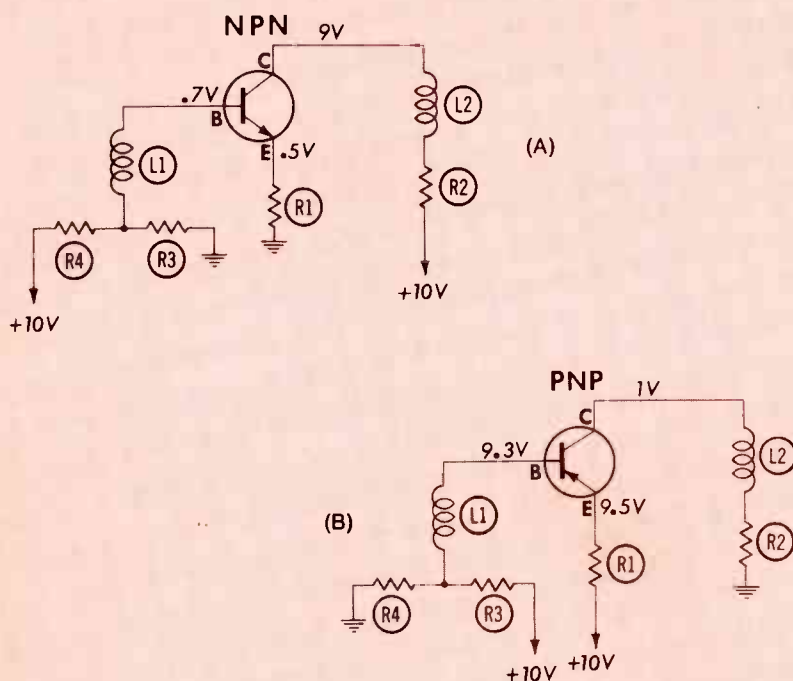 NPN
9V
C
.7V
B
L2
(A)
E .5V
L1
R1
R2
R4
R3
+10V
+10V
PNP
1V
C
9.3V
B
L2
(B)
L1
E 9.5V
R1
R2
R4
R3
+10V
+10V